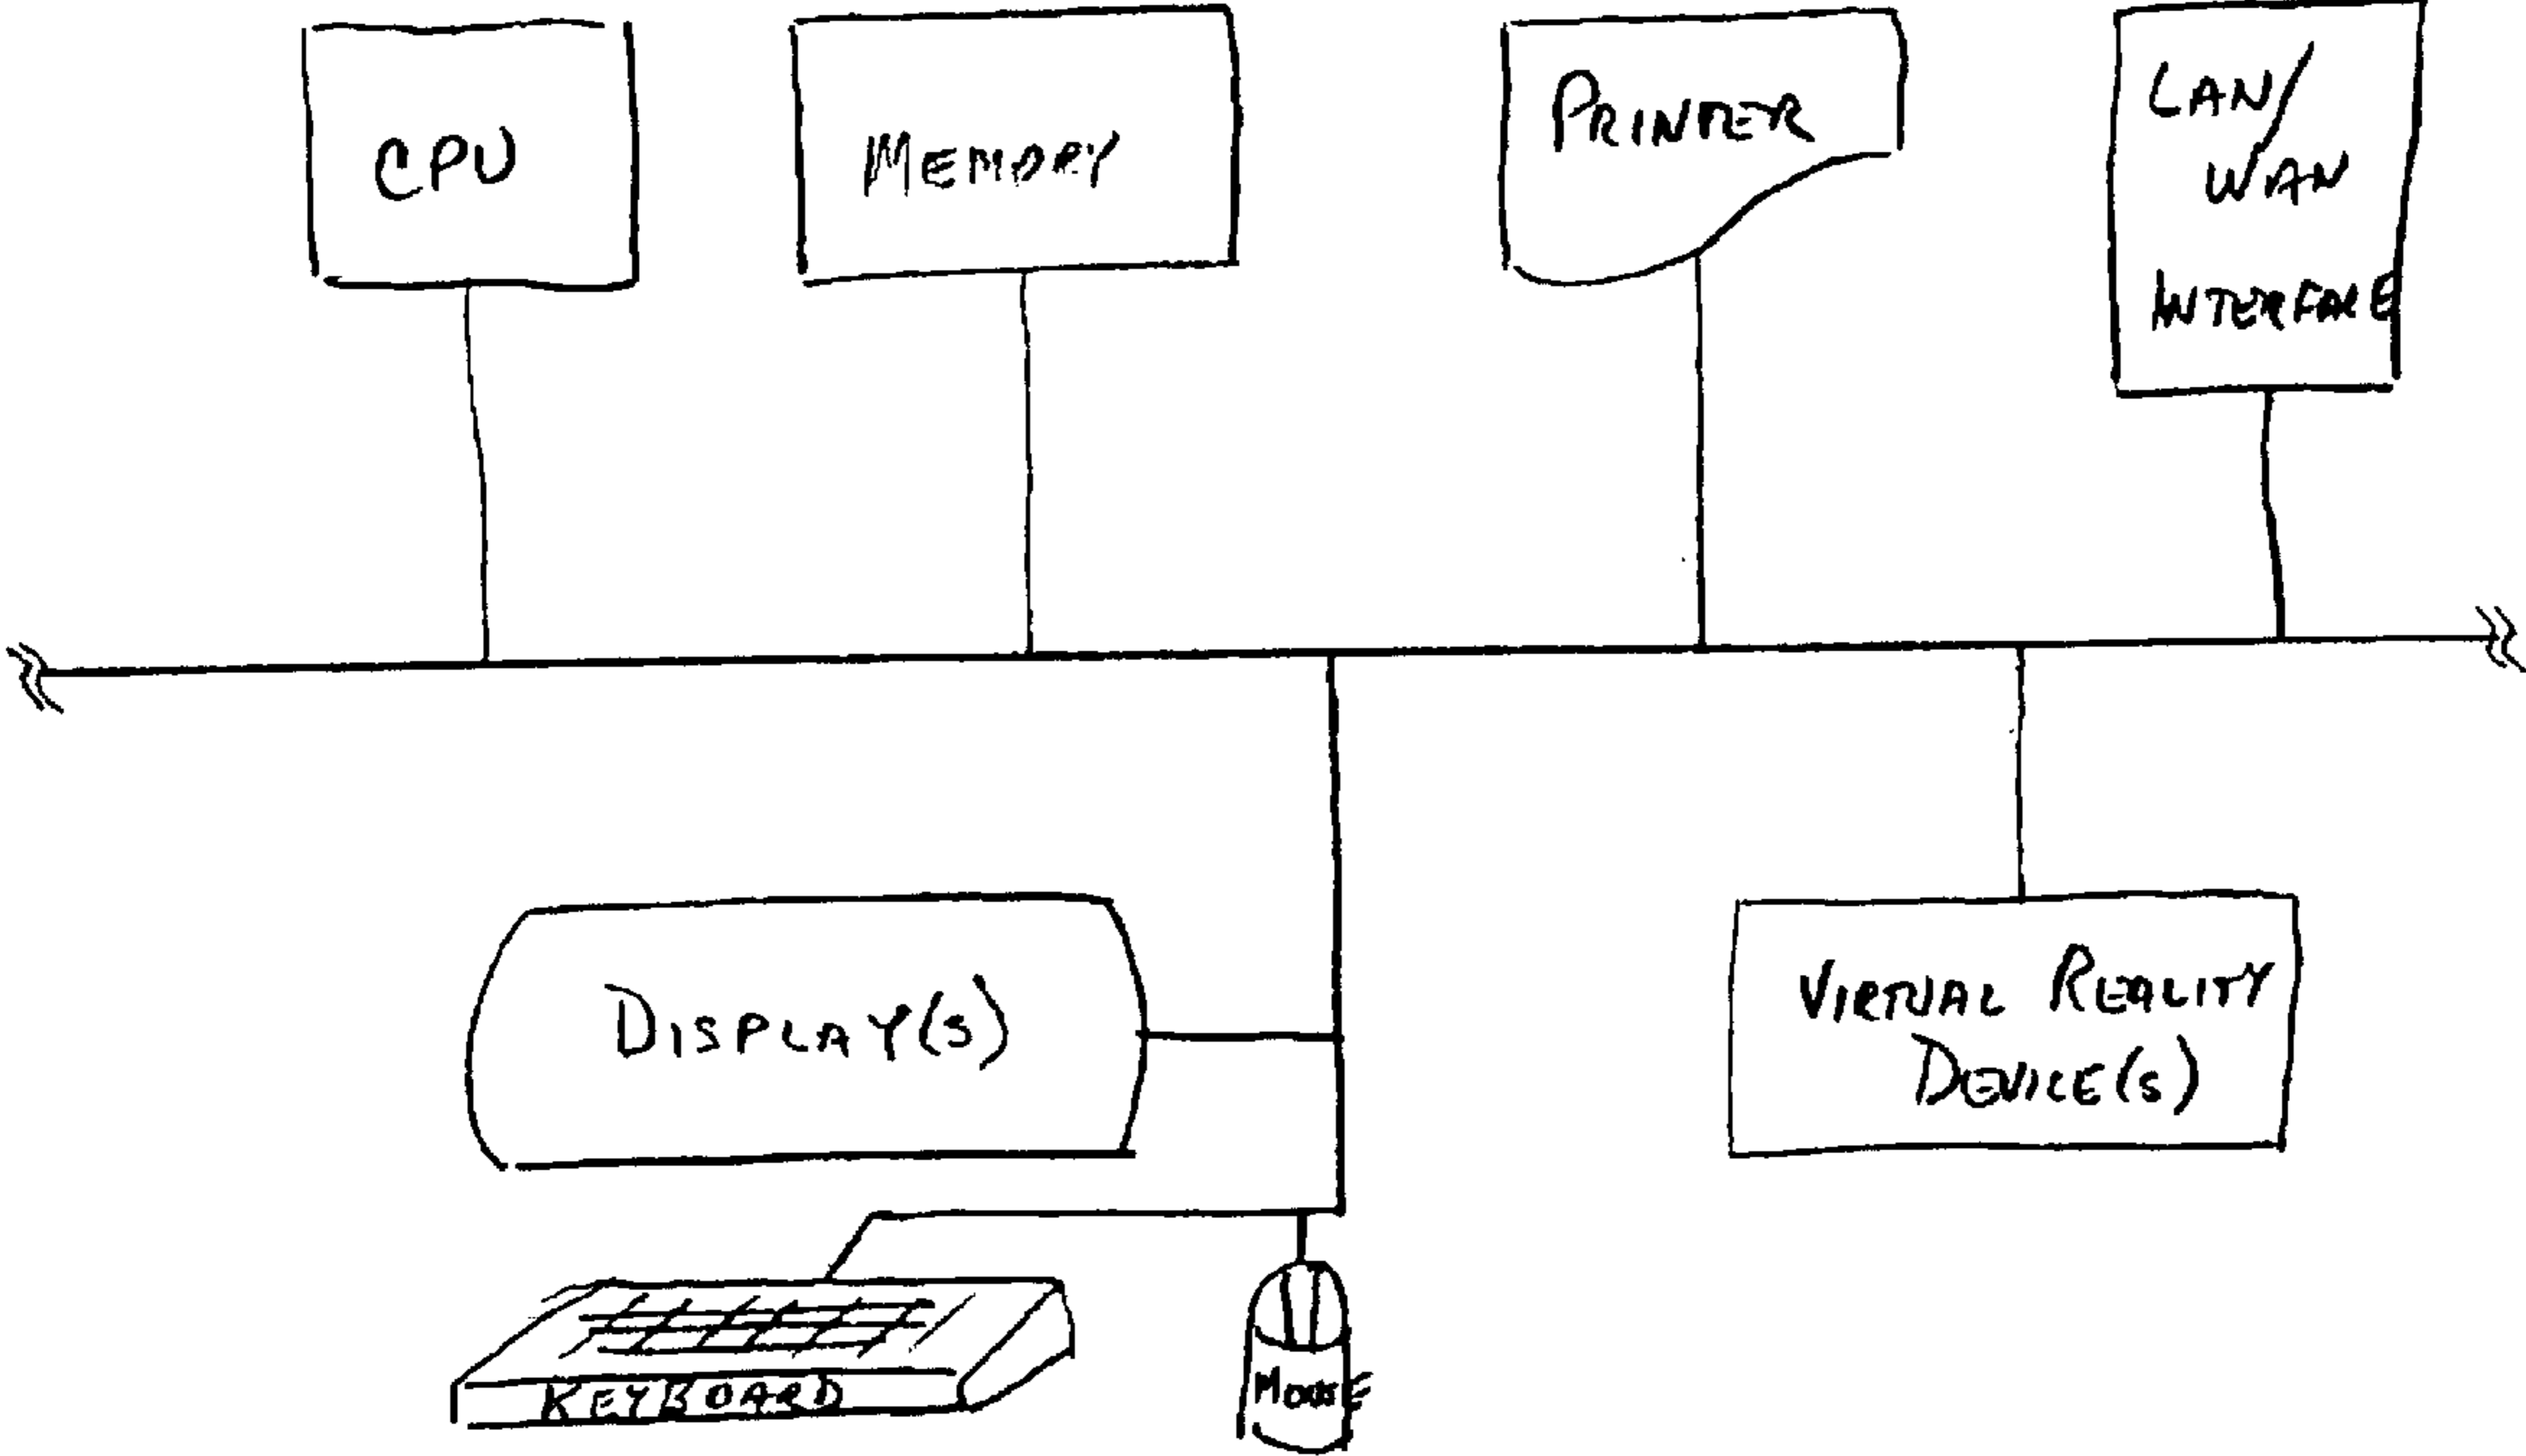 CPU
MEMORY
PRINTER
LAN/
WAN
INTERFACE
DISPLAY(S)
VIRTUAL REALITY
DEVICE(S)
KEYBOARD
MOUSE